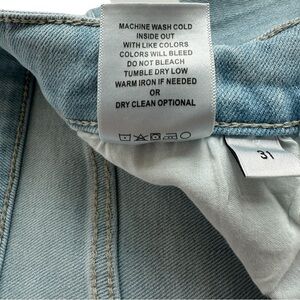 MACHINE WASH COLD
INSIDE OUT
WITH LIKE COLORS
COLORS WILL BLEED
DO NOT BLEACH
TUMBLE DRY LOW
WARM IRON IF NEEDED
OR
DRY CLEAN OPTIONAL
31